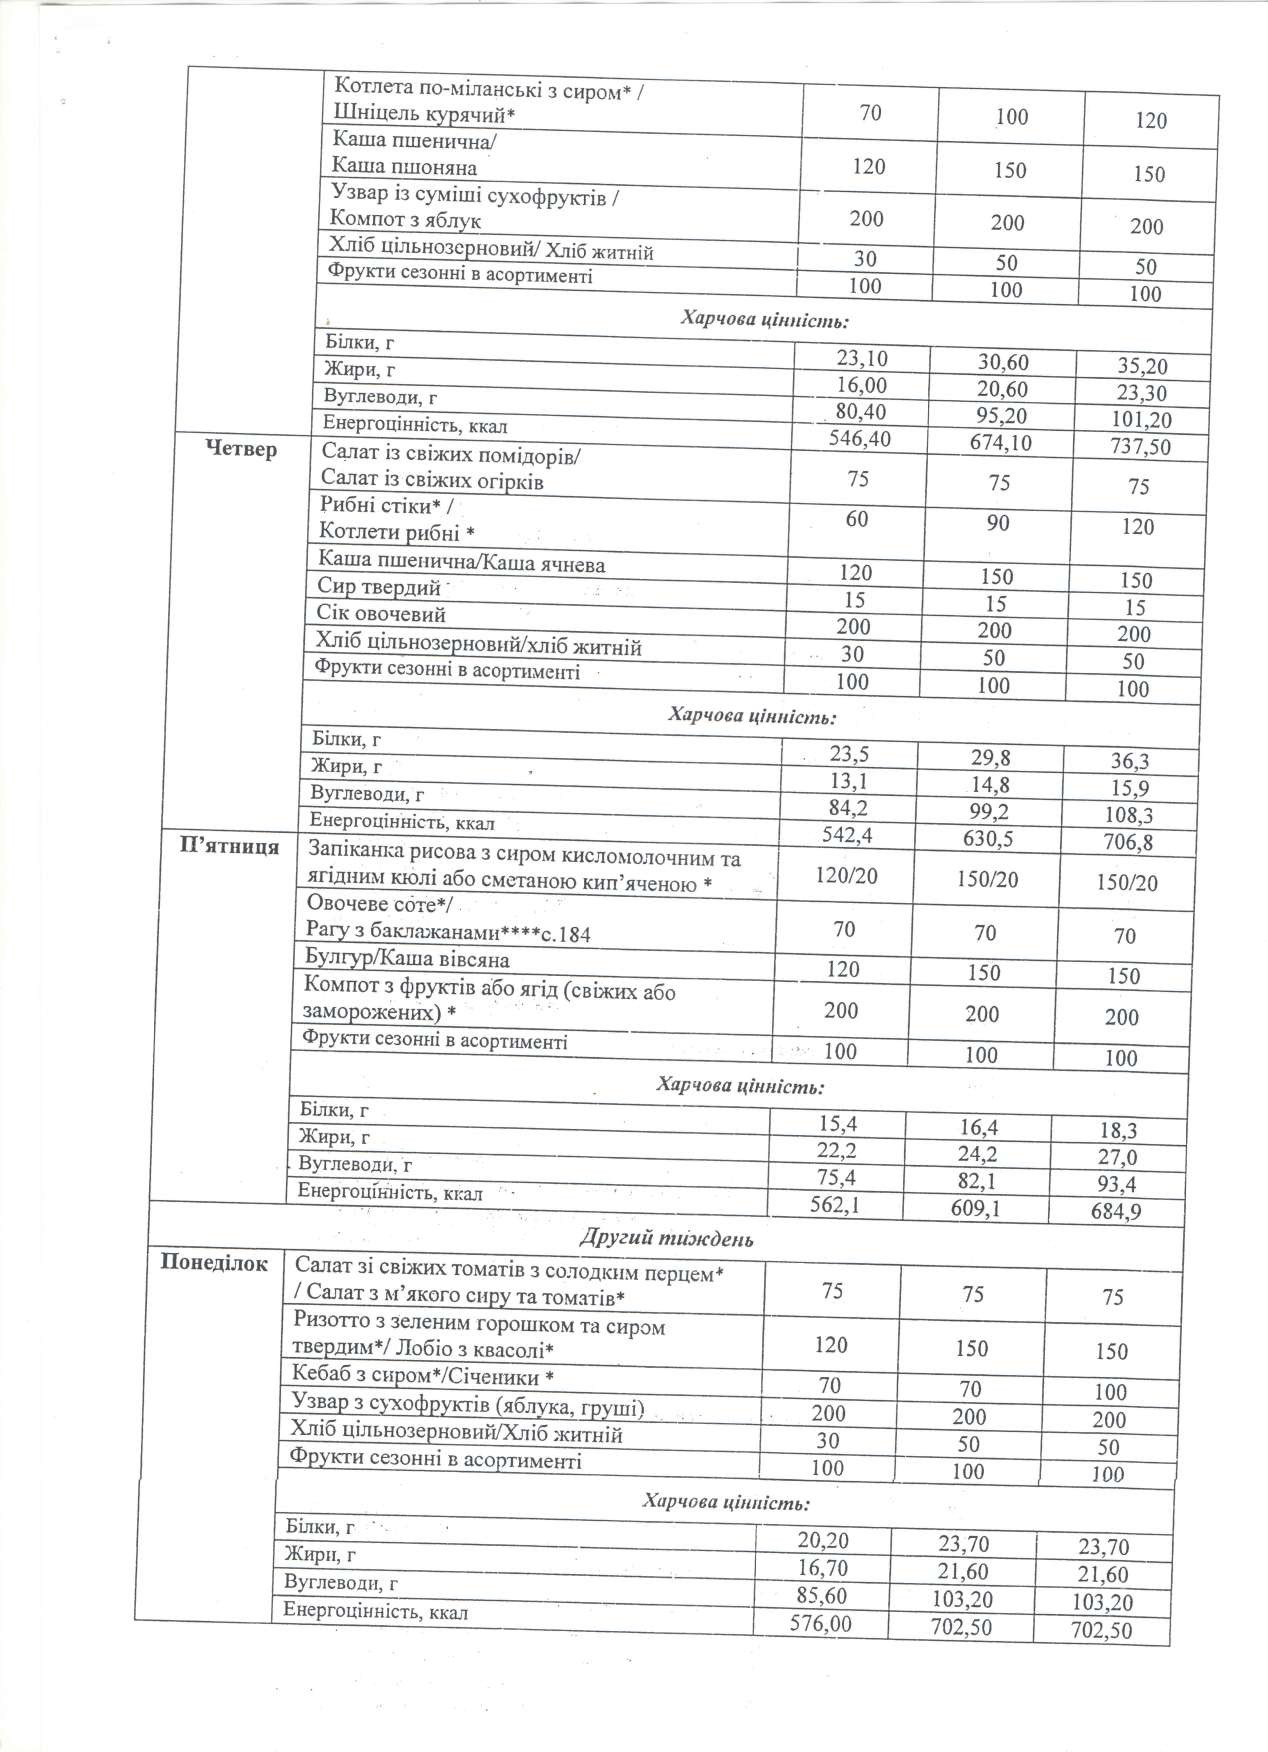 Котлета по-міланські з сиром* /
Шніцель курячий* 70 100 120
Каша пшенична/
Каша пшоняна 120 150 150
Узвар із суміші сухофруктів /
Компот з яблук 200 200 200
Хліб цільнозерновий/ Хліб житній 30 50 50
Фрукти сезонні в асортименті 100 100 100
Харчова цінність:
Білки, г 23,10 30,60 35,20
Жири, г 16,00 20,60 23,30
Вуглеводи, г 80,40 95,20 101,20
Енергоцінність, ккал 546,40 674,10 737,50
Четвер Салат із свіжих помідорів/
Салат із свіжих огірків 75 75 75
Рибні стіки* /
Котлети рибні * 60 90 120
Каша пшенична/Каша ячнева 120 150 150
Сир твердий 15 15 15
Сік овочевий 200 200 200
Хліб цільнозерновий/хліб житній 30 50 50
Фрукти сезонні в асортименті 100 100 100
Харчова цінність:
Білки, г 23,5 29,8 36,3
Жири, г 13,1 14,8 15,9
Вуглеводи, г 84,2 99,2 108,3
Енергоцінність, ккал 542,4 630,5 706,8
П’ятниця Запіканка рисова з сиром кисломолочним та
ягідним кюлі або сметаною кип’яченою * 120/20 150/20 150/20
Овочеве соте*/
Рагу з баклажанами****с.184 70 70 70
Булгур/Каша вівсяна 120 150 150
Компот з фруктів або ягід (свіжих або
заморожених) * 200 200 200
Фрукти сезонні в асортименті 100 100 100
Харчова цінність:
Білки, г 15,4 16,4 18,3
Жири, г 22,2 24,2 27,0
Вуглеводи, г 75,4 82,1 93,4
Енергоцінність, ккал 562,1 609,1 684,9
Другий тиждень
Понеділок Салат зі свіжих томатів з солодким перцем*
/ Салат з м’якого сиру та томатів* 75 75 75
Ризотто з зеленим горошком та сиром
твердим*/ Лобіо з квасолі* 120 150 150
Кебаб з сиром*/Січеники * 70 70 100
Узвар з сухофруктів (яблука, груші) 200 200 200
Хліб цільнозерновий/Хліб житній 30 50 50
Фрукти сезонні в асортименті 100 100 100
Харчова цінність:
Білки, г 20,20 23,70 23,70
Жири, г 16,70 21,60 21,60
Вуглеводи, г 85,60 103,20 103,20
Енергоцінність, ккал 576,00 702,50 702,50